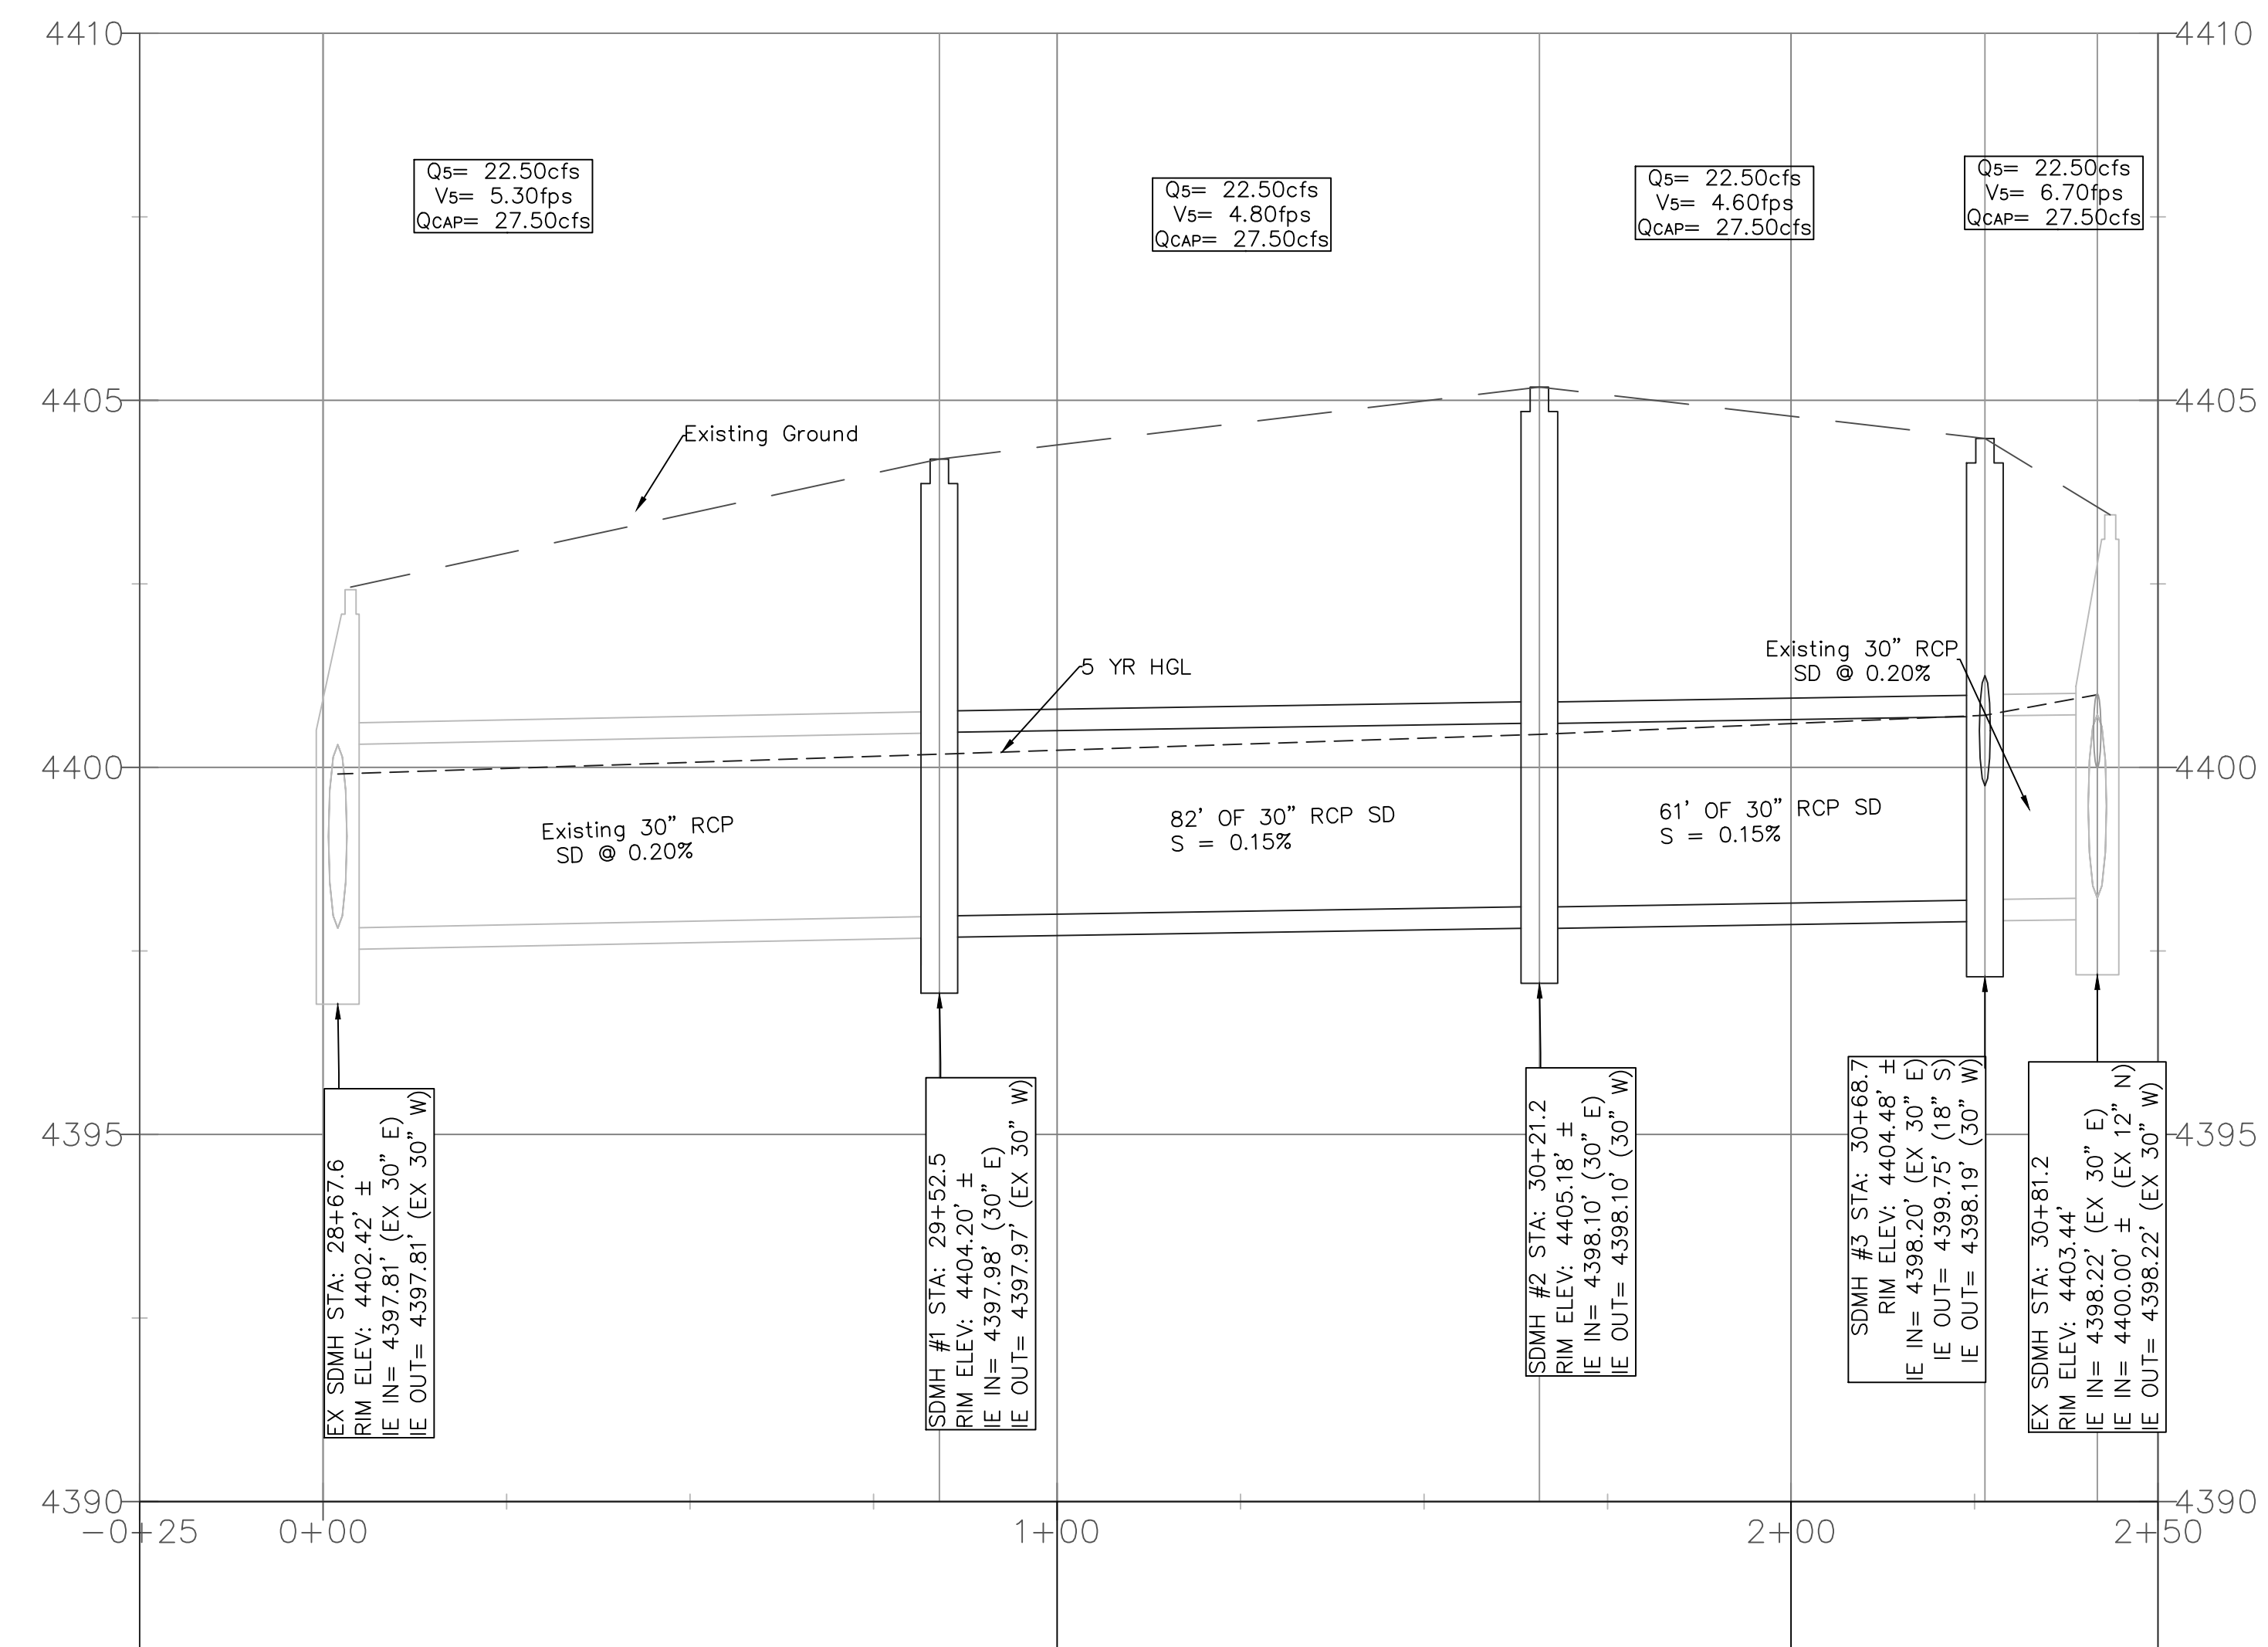 4410
4410
Q5= 22.50cfs
V5= 5.30fps
QCAP= 27.50cfs
Q5= 22.50cfs
V5= 4.80fps
QCAP= 27.50cfs
Q5= 22.50cfs
V5= 4.60fps
QCAP= 27.50cfs
Q5= 22.50cfs
V5= 6.70fps
QCAP= 27.50cfs
4405
4405
Existing Ground
5 YR HGL
Existing 30" RCP
SD @ 0.20%
4400
4400
Existing 30" RCP
SD @ 0.20%
82' OF 30" RCP SD
S = 0.15%
61' OF 30" RCP SD
S = 0.15%
4395
4395
EX SDMH STA: 28+67.6
RIM ELEV: 4402.42' ±
IE IN= 4397.81' (EX 30" E)
IE OUT= 4397.81' (EX 30" W)
SDMH #1 STA: 29+52.5
RIM ELEV: 4404.20' ±
IE IN= 4397.98' (30" E)
IE OUT= 4397.97' (EX 30" W)
SDMH #2 STA: 30+21.2
RIM ELEV: 4405.18' ±
IE IN= 4398.10' (30" E)
IE OUT= 4398.10' (30" W)
SDMH #3 STA: 30+68.7
RIM ELEV: 4404.48' ±
IE IN= 4398.20' (EX 30" E)
IE OUT= 4399.75' (18" S)
IE OUT= 4398.19' (30" W)
EX SDMH STA: 30+81.2
RIM ELEV: 4403.44'
IE IN= 4398.22' (EX 30" E)
IE IN= 4400.00' ± (EX 12" N)
IE OUT= 4398.22' (EX 30" W)
4390
4390
-0+25
0+00
1+00
2+00
2+50